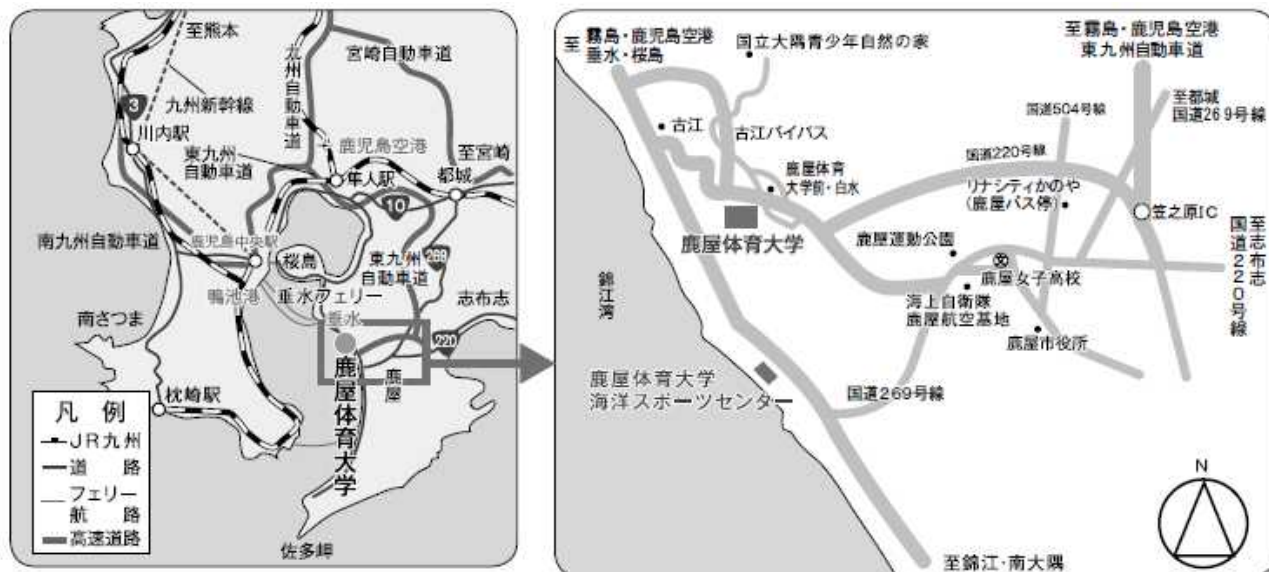 至熊本
九州自動車道
宮崎自動車道
3
九州新幹線
川内駅
東九州
自動車道
鹿児島空港
至宮崎
隼人駅
都城
10
鹿児島中央駅
南九州自動車道
桜島
東九州
自動車道
269
鴨池港
垂水フェリー
垂水
志布志
南さつま
220
鹿屋
鹿屋体育大学
枕崎駅
凡例
JR九州
道路
フェリー
航路
高速道路
佐多岬
至 霧島・鹿児島空港
垂水・桜島
国立大隅青少年自然の家
至霧島・鹿児島空港
東九州自動車道
古江
古江バイパス
国道504号線
至都城
国道269号線
国道220号線
鹿屋体育
大学前・白水
リナシティかのや
(鹿屋バス停)
笠之原IC
鹿屋体育大学
鹿屋運動公園
至志布志
国道220号線
文
鹿屋女子高校
錦江湾
海上自衛隊
鹿屋航空基地
鹿屋市役所
鹿屋体育大学
海洋スポーツセンター
国道269号線
N
至錦江・南大隅